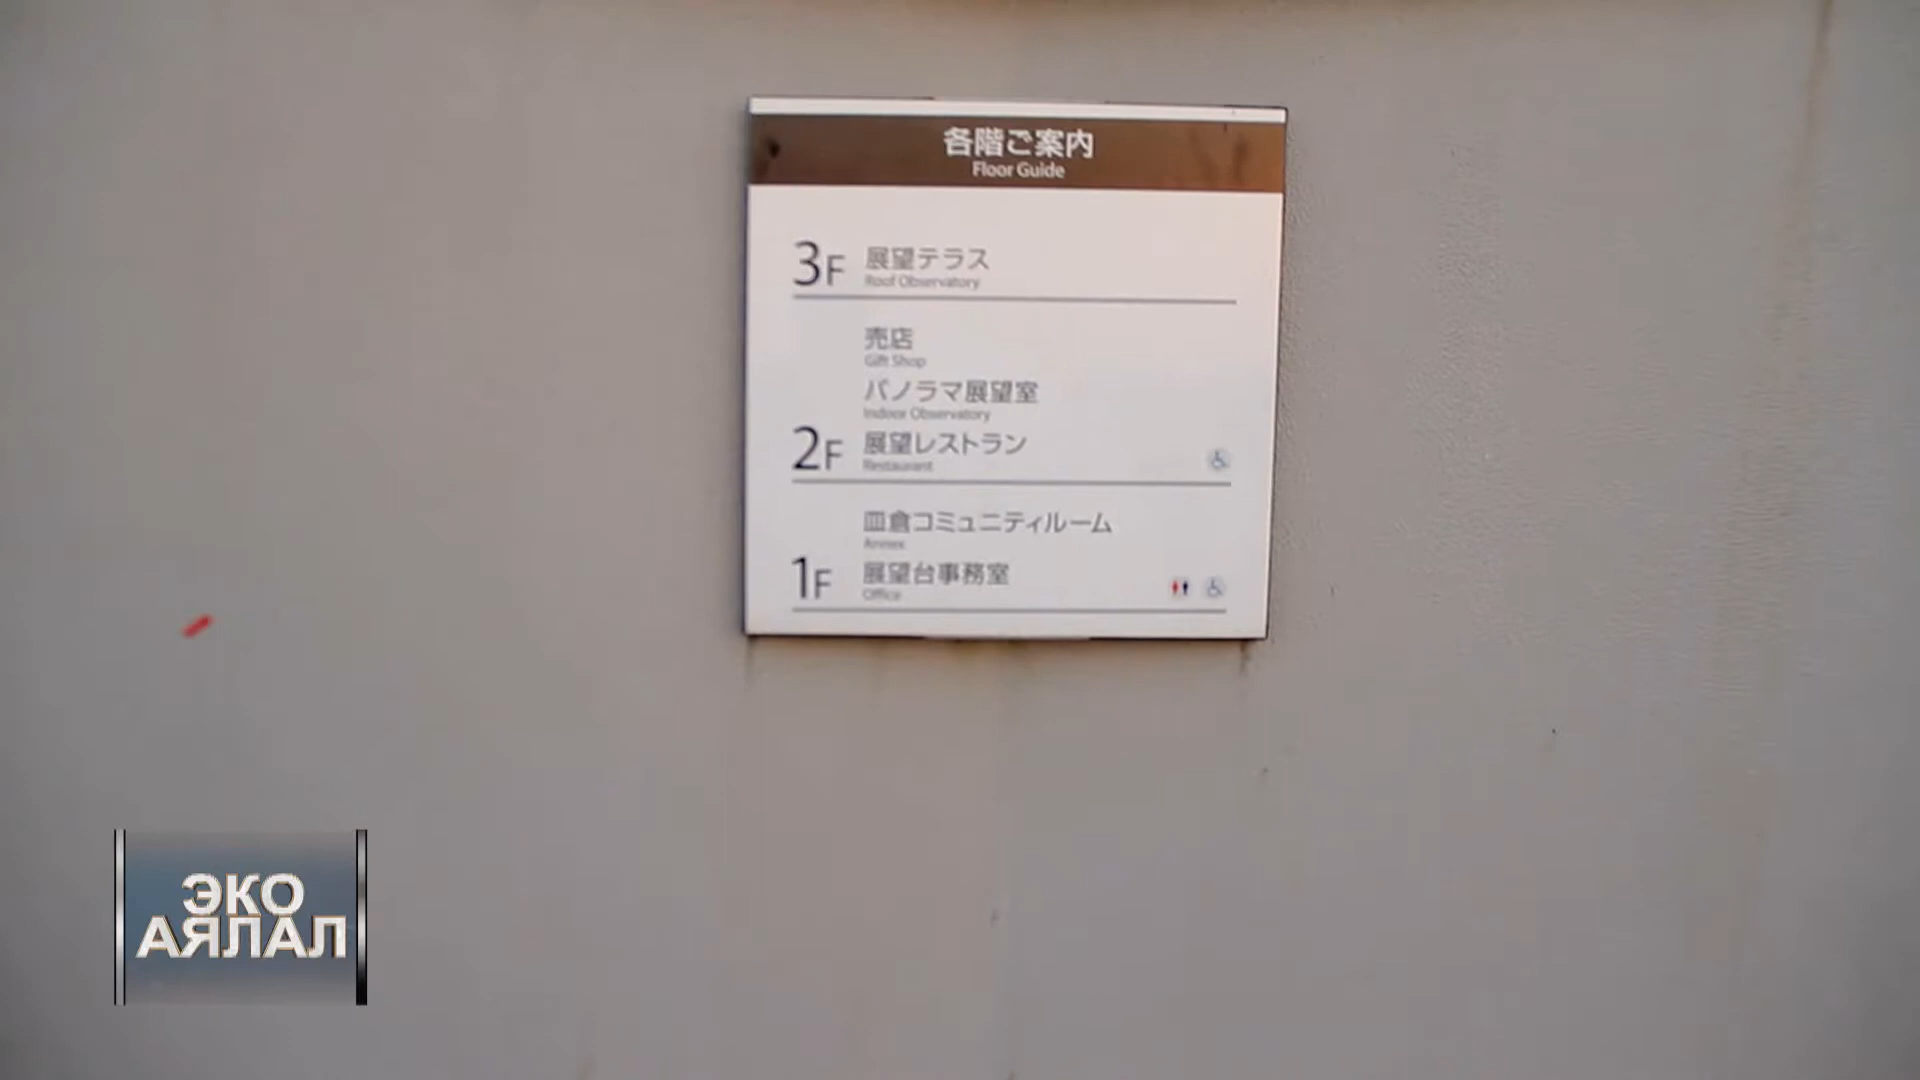 各階ご案内
Floor Guide
3F 展望テラス
Roof Observatory
売店
Gift Shop
パノラマ展望室
Indoor Observatory
2F 展望レストラン
Restaurant
皿倉コミュニティルーム
Annex
1F 展望台事務室
Office
ЭКО
АЯЛАЛ